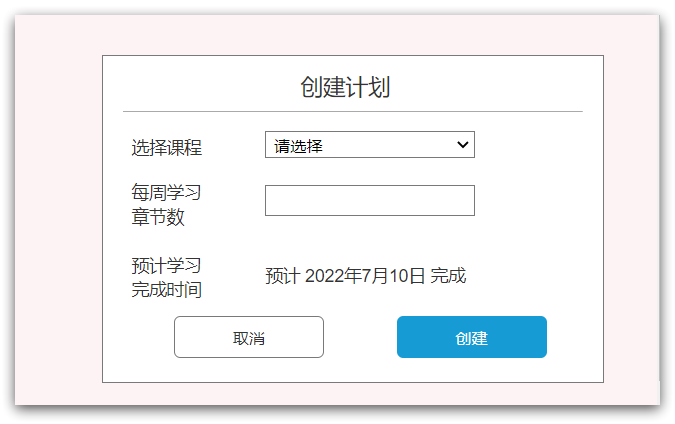 创建计划
选择课程 请选择
每周学习
章节数
预计学习
完成时间
预计 2022年7月10日 完成
取消 创建